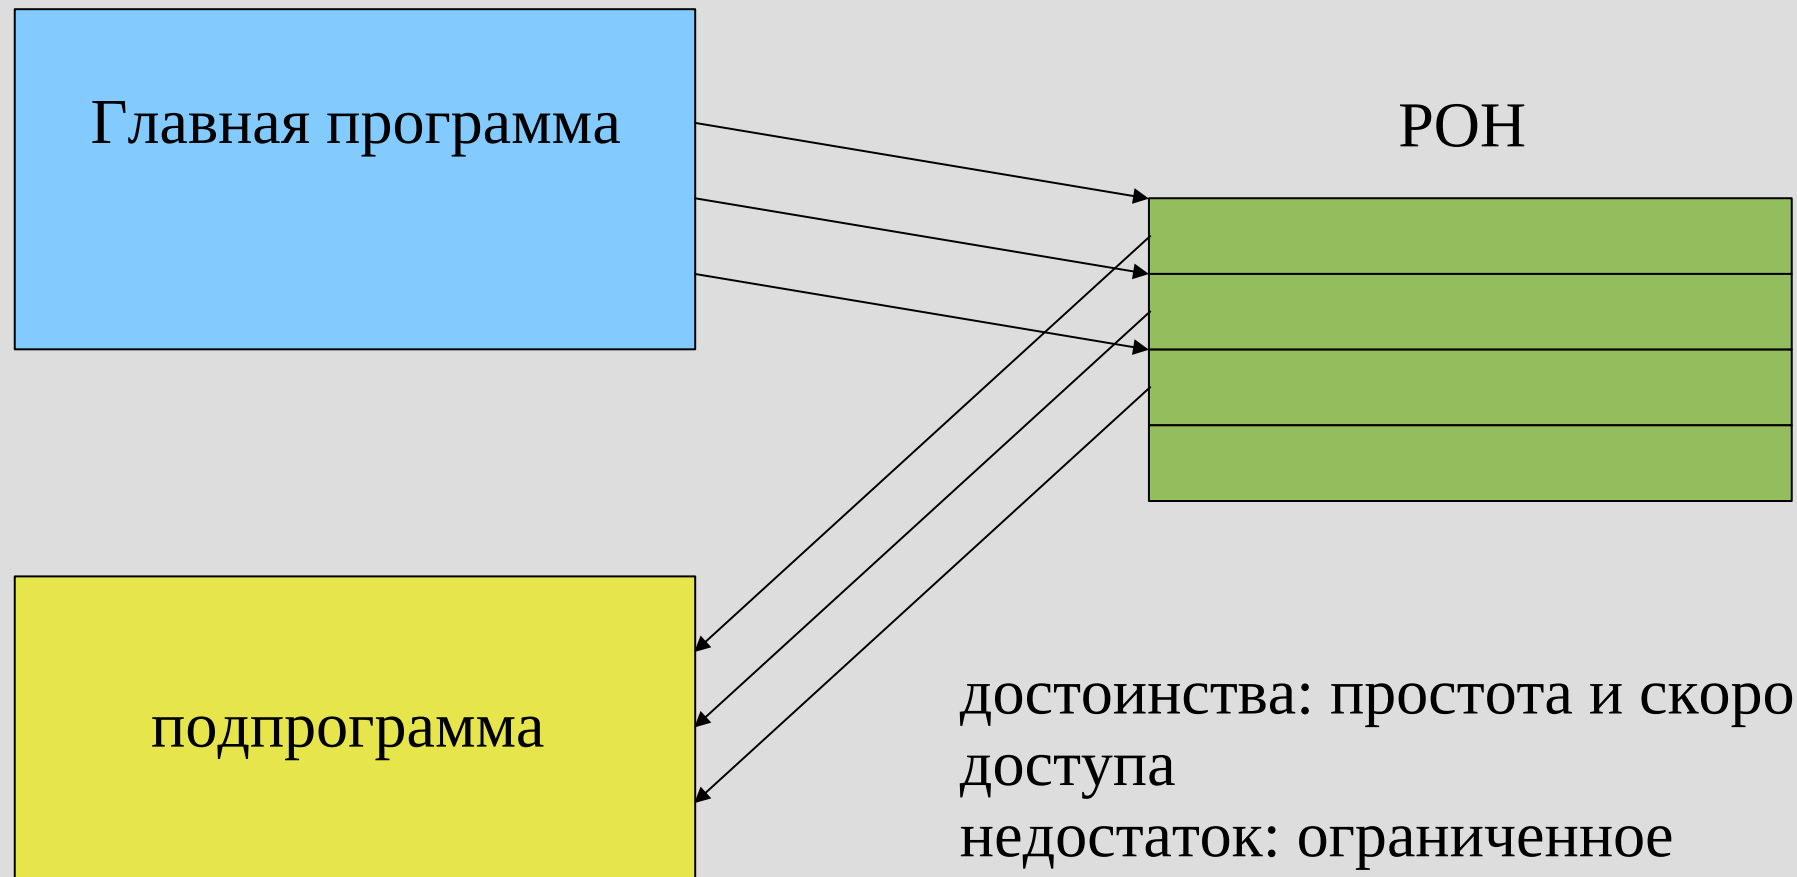 Главная программа
РОН
подпрограмма
достоинства: простота и скоро
доступа
недостаток: ограниченное